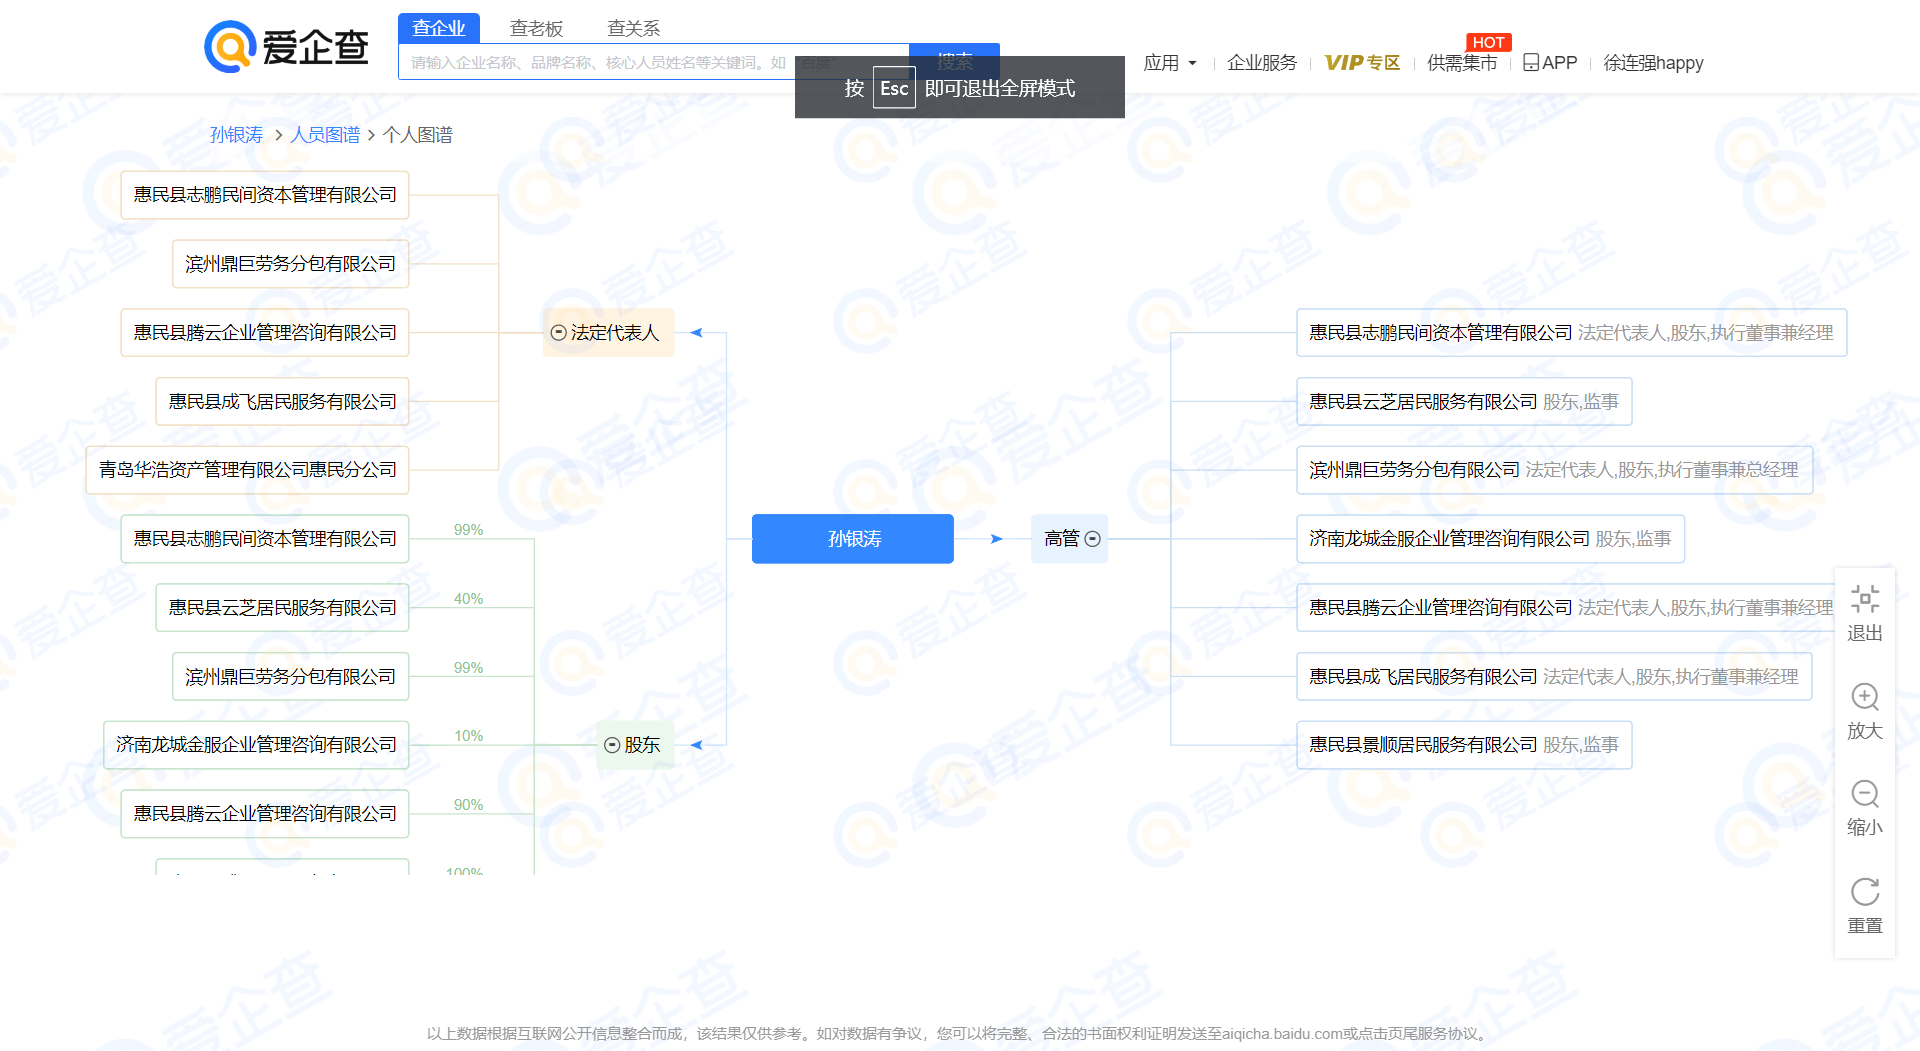 爱企查
查企业 查老板 查关系
请输入企业名称、品牌名称、核心人员姓名等关键词。如 "百度"
搜索
应用
企业服务
VIP专区
供需集市
HOT
APP
徐连强happy
按 Esc 即可退出全屏模式
孙银涛 > 人员图谱 > 个人图谱
惠民县志鹏民间资本管理有限公司
滨州鼎巨劳务分包有限公司
惠民县腾云企业管理咨询有限公司
惠民县成飞居民服务有限公司
青岛华浩资产管理有限公司惠民分公司
法定代表人
惠民县志鹏民间资本管理有限公司 99%
惠民县云芝居民服务有限公司 40%
滨州鼎巨劳务分包有限公司 99%
济南龙城金服企业管理咨询有限公司 10%
惠民县腾云企业管理咨询有限公司 90%
100%
股东
孙银涛
高管
惠民县志鹏民间资本管理有限公司 法定代表人,股东,执行董事兼经理
惠民县云芝居民服务有限公司 股东,监事
滨州鼎巨劳务分包有限公司 法定代表人,股东,执行董事兼总经理
济南龙城金服企业管理咨询有限公司 股东,监事
惠民县腾云企业管理咨询有限公司 法定代表人,股东,执行董事兼经理
惠民县成飞居民服务有限公司 法定代表人,股东,执行董事兼经理
惠民县景顺居民服务有限公司 股东,监事
退出
放大
缩小
重置
以上数据根据互联网公开信息整合而成，该结果仅供参考。如对数据有争议，您可以将完整、合法的书面权利证明发送至aiqicha.baidu.com或点击页尾服务协议。